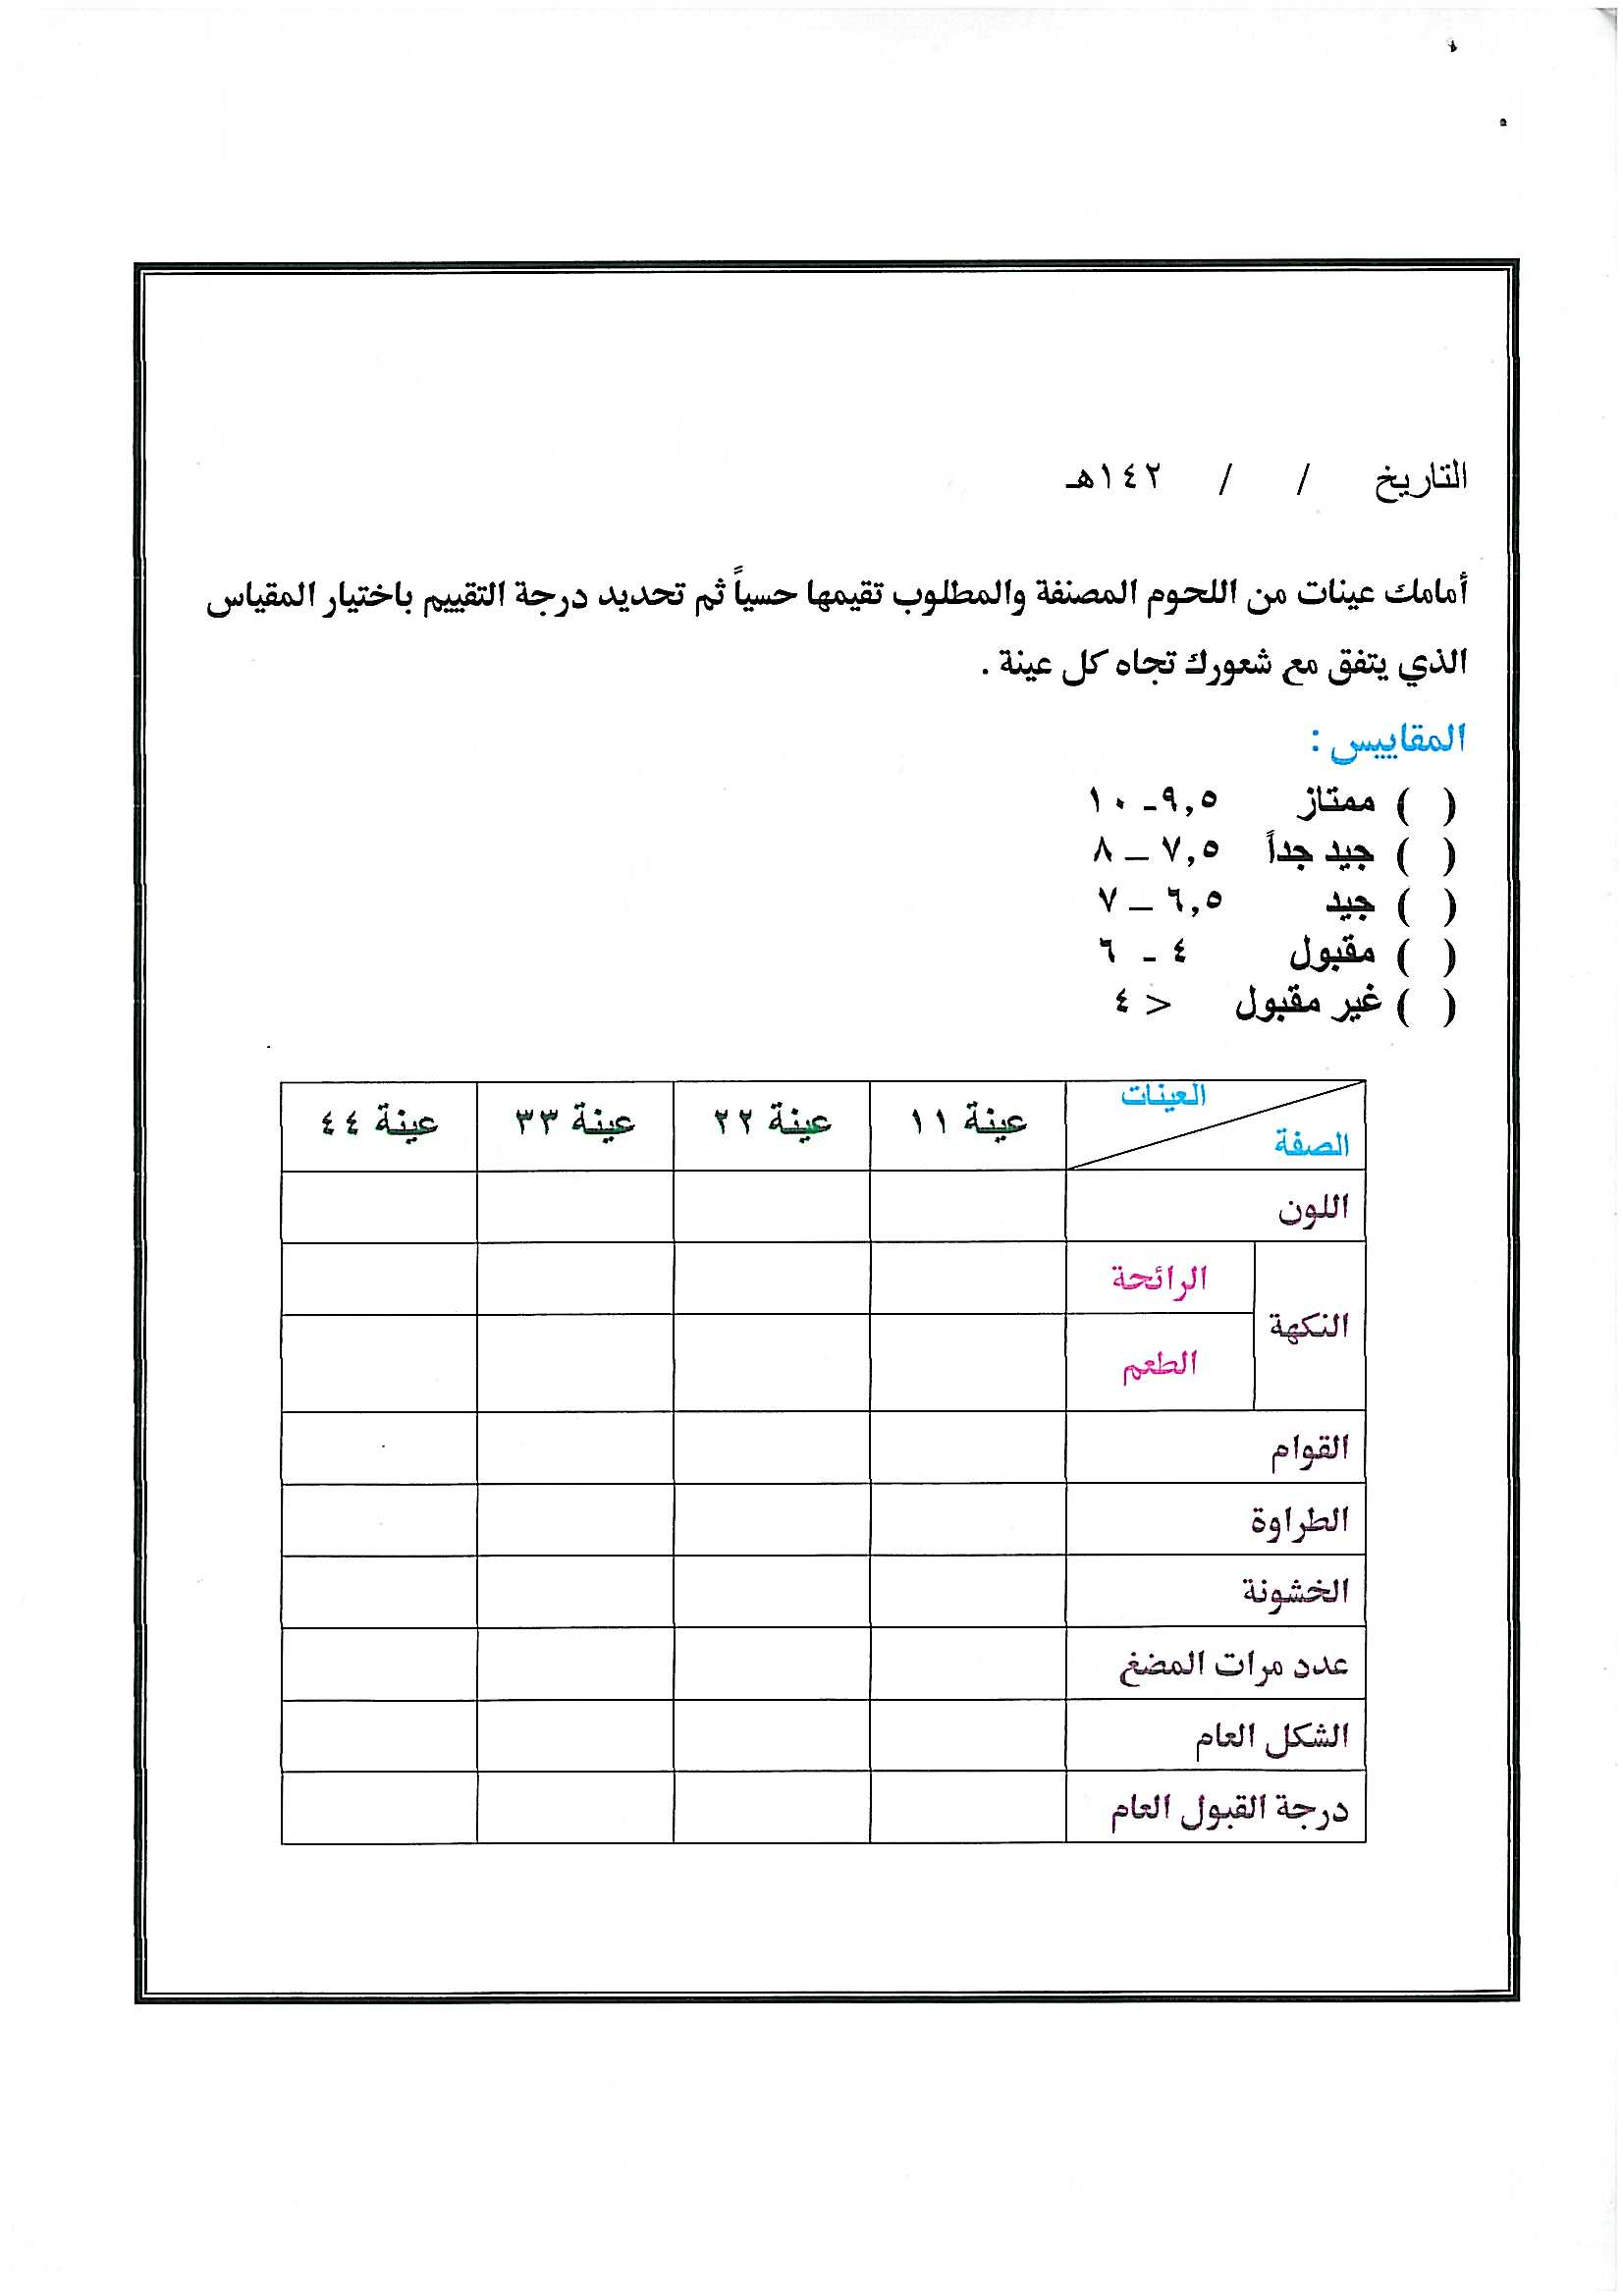 التاريخ / / ١٤٢هـ
أمامك عينات من اللحوم المصنفة والمطلوب تقيمها حسياً ثم تحديد درجة التقييم باختيار المقياس
الذي يتفق مع شعورك تجاه كل عينة .
المقاييس :
( ) ممتاز ٩,٥ـ ١٠
( ) جيد جداً ٧,٥ – ٨
( ) جيد ٦,٥ – ٧
( ) مقبول ٤ - ٦
( ) غير مقبول > ٤
العينات
الصفة
عينة ١١ عينة ٢٢ عينة ٣٣ عينة ٤٤
اللون
النكهة
الرائحة
الطعم
القوام
الطراوة
الخشونة
عدد مرات المضغ
الشكل العام
درجة القبول العام